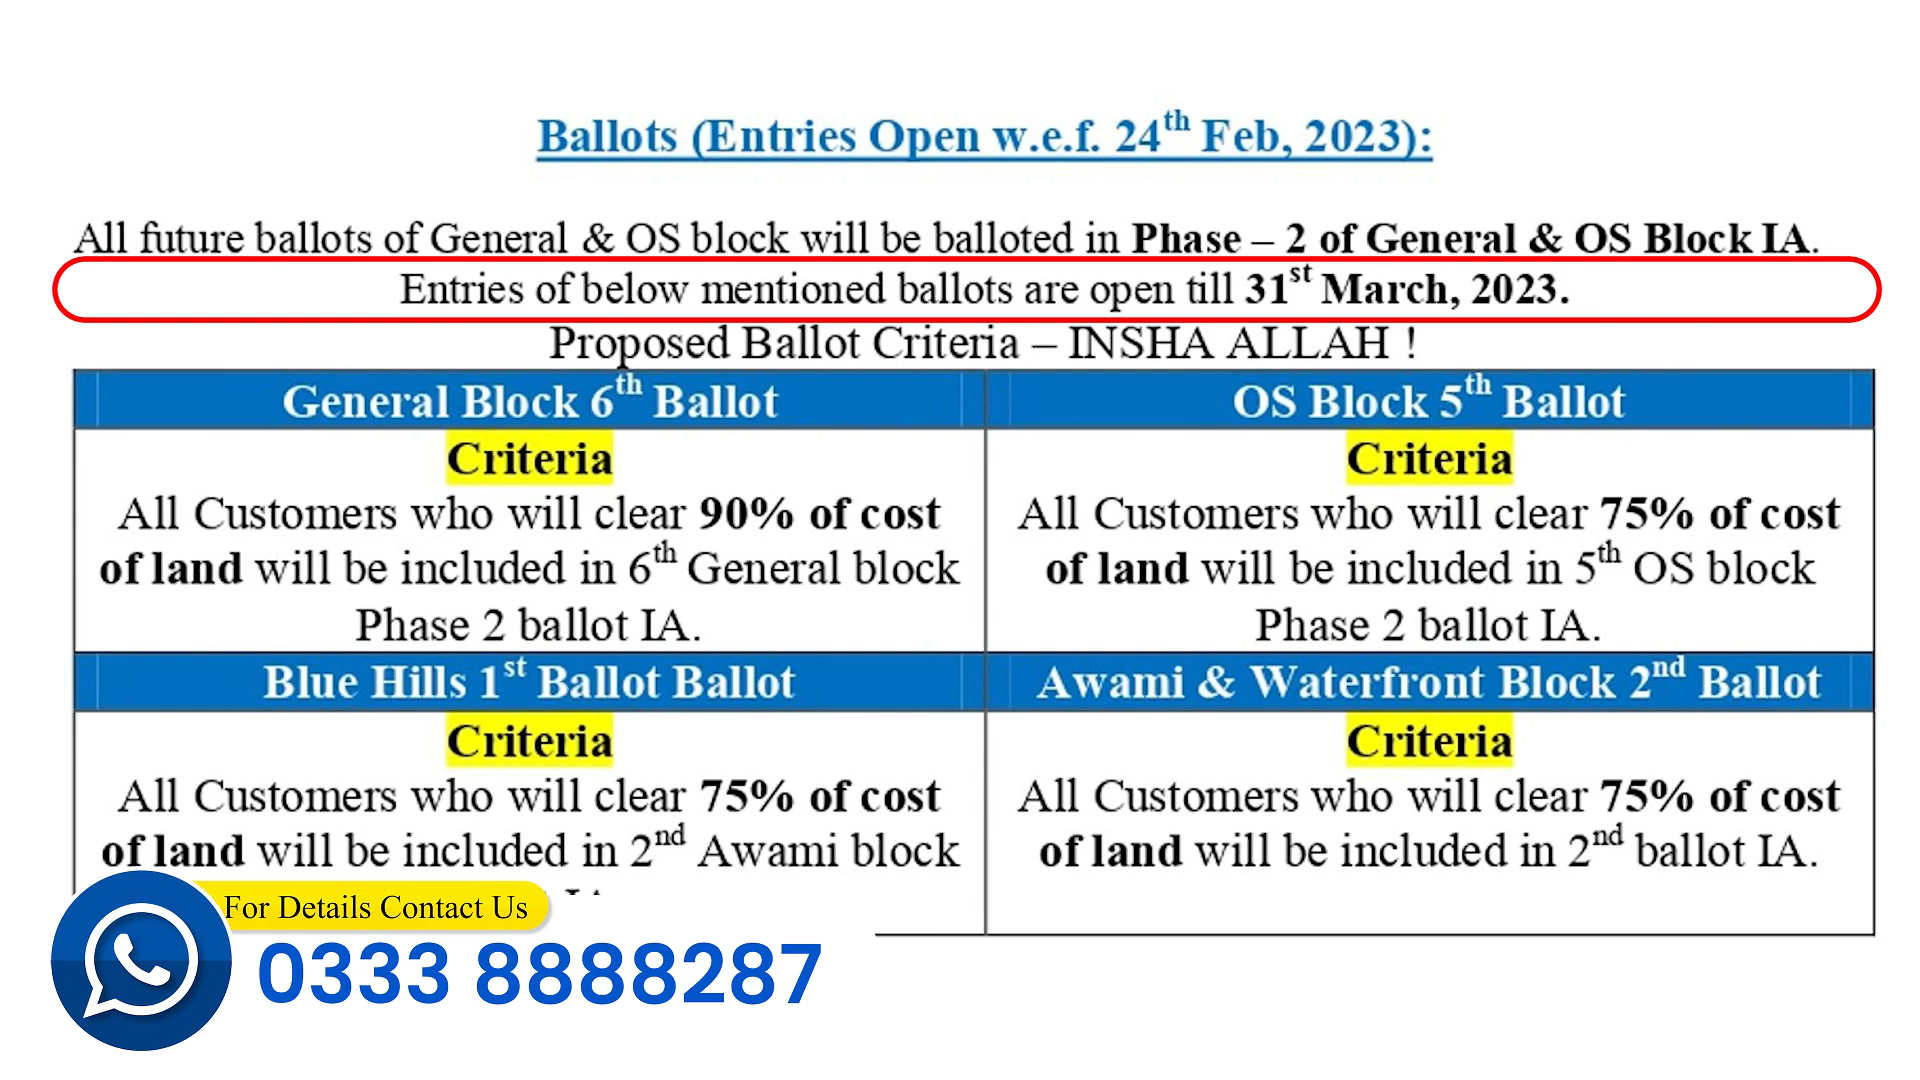 Ballots (Entries Open w.e.f. 24th Feb, 2023):
All future ballots of General & OS block will be balloted in Phase – 2 of General & OS Block IA.
Entries of below mentioned ballots are open till 31st March, 2023.
Proposed Ballot Criteria – INSHA ALLAH !
General Block 6th Ballot
Criteria
All Customers who will clear 90% of cost
of land will be included in 6th General block
Phase 2 ballot IA.
OS Block 5th Ballot
Criteria
All Customers who will clear 75% of cost
of land will be included in 5th OS block
Phase 2 ballot IA.
Blue Hills 1st Ballot Ballot
Criteria
All Customers who will clear 75% of cost
of land will be included in 2nd Awami block
Awami & Waterfront Block 2nd Ballot
Criteria
All Customers who will clear 75% of cost
of land will be included in 2nd ballot IA.
For Details Contact Us
0333 8888287